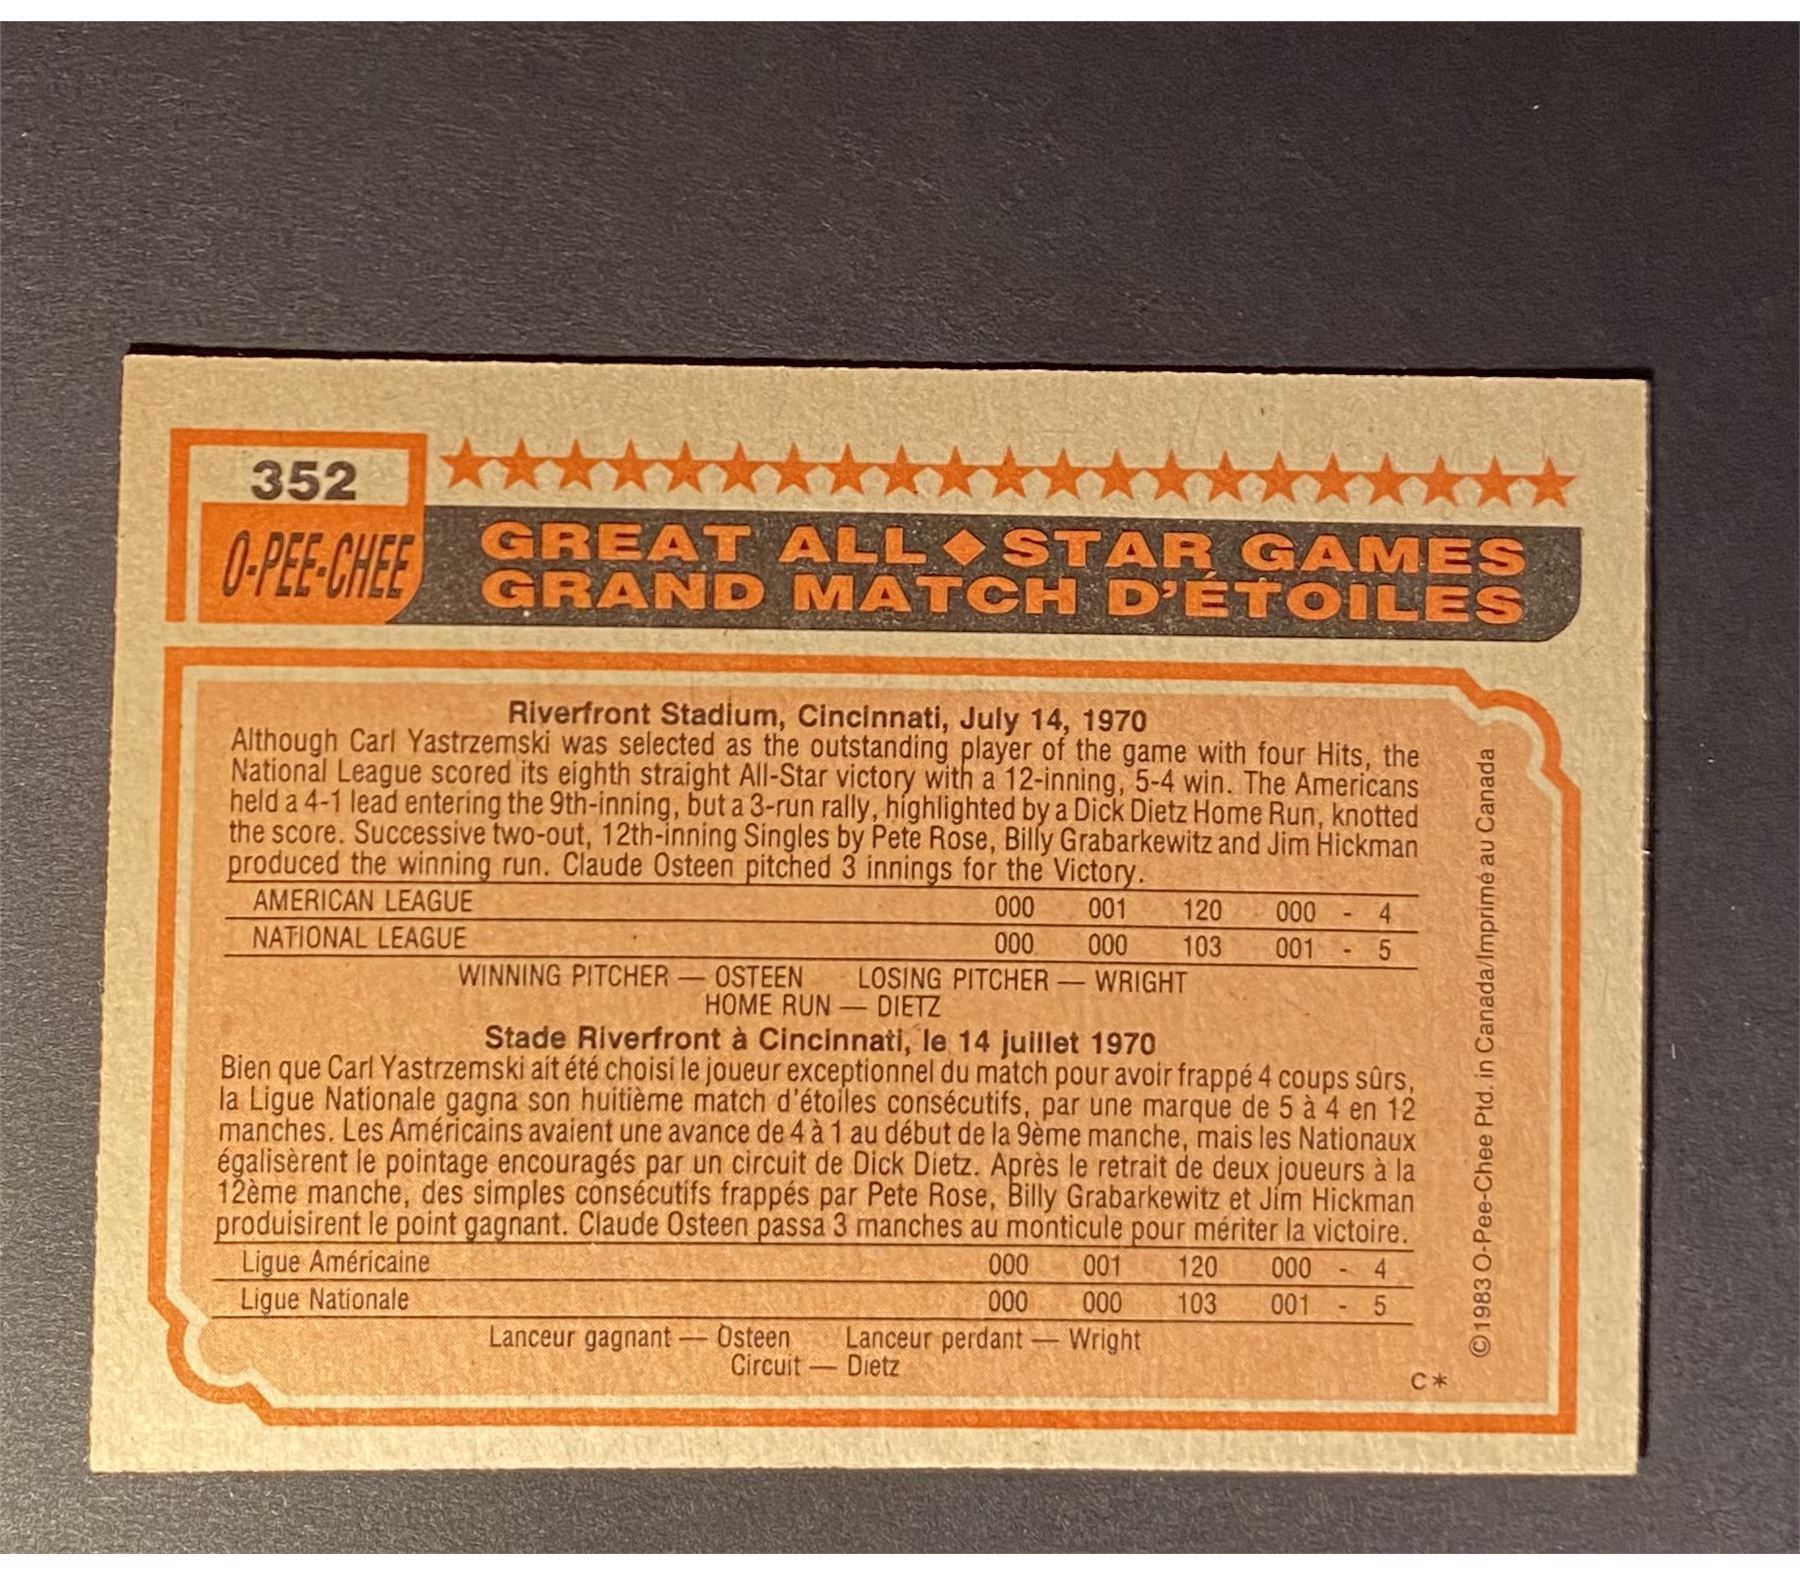 352
O-PEE-CHEE
GREAT ALL◆STAR GAMES
GRAND MATCH D'ÉTOILES
Riverfront Stadium, Cincinnati, July 14, 1970
Although Carl Yastrzemski was selected as the outstanding player of the game with four Hits, the
National League scored its eighth straight All-Star victory with a 12-inning, 5-4 win. The Americans
held a 4-1 lead entering the 9th-inning, but a 3-run rally, highlighted by a Dick Dietz Home Run, knotted
the score. Successive two-out, 12th-inning Singles by Pete Rose, Billy Grabarkewitz and Jim Hickman
produced the winning run. Claude Osteen pitched 3 innings for the Victory.
AMERICAN LEAGUE 000 001 120 000 - 4
NATIONAL LEAGUE 000 000 103 001 - 5
WINNING PITCHER — OSTEEN LOSING PITCHER — WRIGHT
HOME RUN — DIETZ
Stade Riverfront à Cincinnati, le 14 juillet 1970
Bien que Carl Yastrzemski ait été choisi le joueur exceptionnel du match pour avoir frappé 4 coups sûrs,
la Ligue Nationale gagna son huitième match d'étoiles consécutifs, par une marque de 5 à 4 en 12
manches. Les Américains avaient une avance de 4 à 1 au début de la 9ème manche, mais les Nationaux
égalisèrent le pointage encouragés par un circuit de Dick Dietz. Après le retrait de deux joueurs à la
12ème manche, des simples consécutifs frappés par Pete Rose, Billy Grabarkewitz et Jim Hickman
produisirent le point gagnant. Claude Osteen passa 3 manches au monticule pour mériter la victoire.
Ligue Américaine 000 001 120 000 - 4
Ligue Nationale 000 000 103 001 - 5
Lanceur gagnant — Osteen Lanceur perdant — Wright
Circuit — Dietz
C*
©1983 O-Pee-Chee Ptd. in Canada/Imprimé au Canada